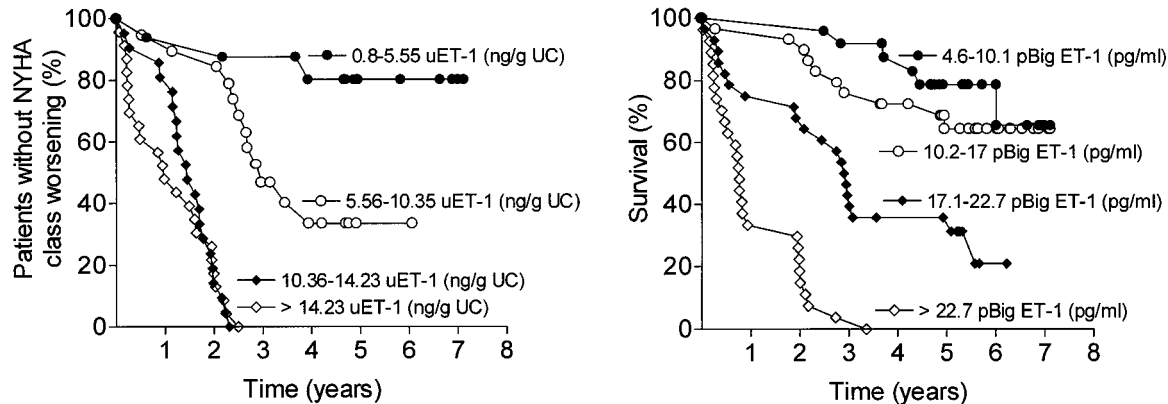 Patients without NYHA
class worsening (%)
100
80
60
40
20
0
1 2 3 4 5 6 7 8
Time (years)
0.8-5.55 uET-1 (ng/g UC)
5.56-10.35 uET-1 (ng/g UC)
10.36-14.23 uET-1 (ng/g UC)
> 14.23 uET-1 (ng/g UC)
Survival (%)
100
80
60
40
20
0
1 2 3 4 5 6 7 8
Time (years)
4.6-10.1 pBig ET-1 (pg/ml)
10.2-17 pBig ET-1 (pg/ml)
17.1-22.7 pBig ET-1 (pg/ml)
> 22.7 pBig ET-1 (pg/ml)